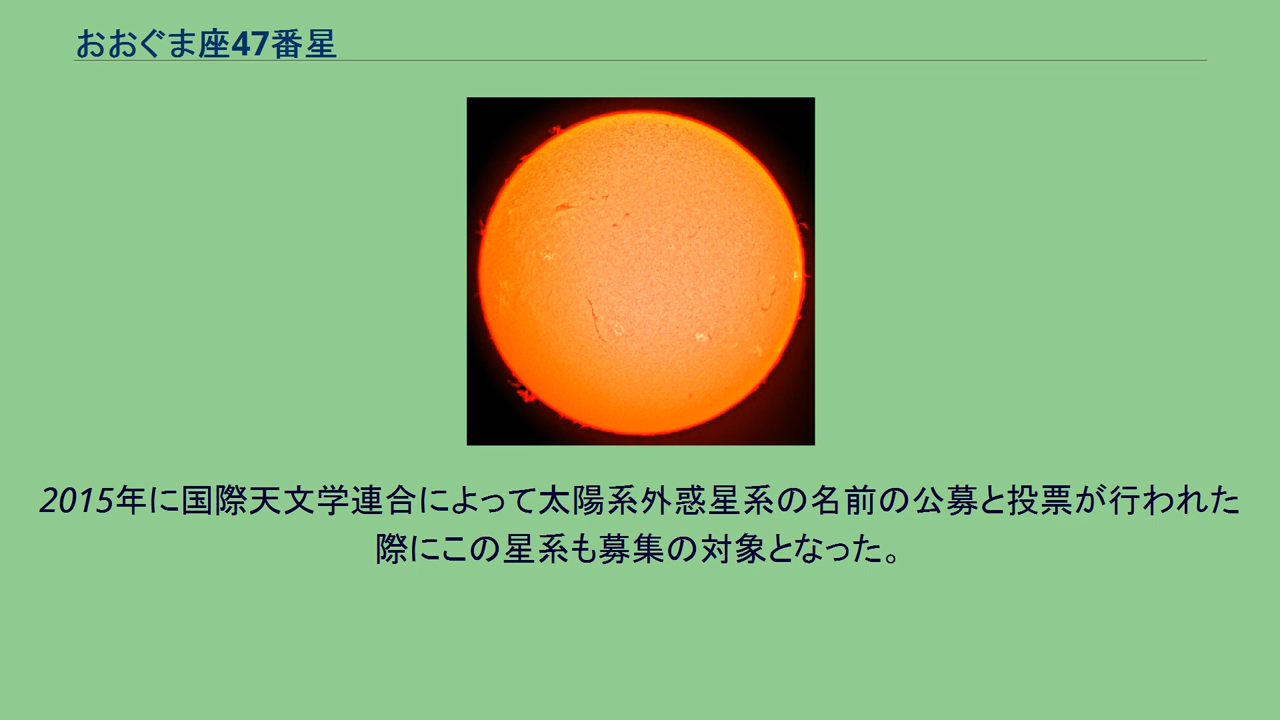 おおぐま座47番星
2015年に国際天文学連合によって太陽系外惑星系の名前の公募と投票が行われた
際にこの星系も募集の対象となった。